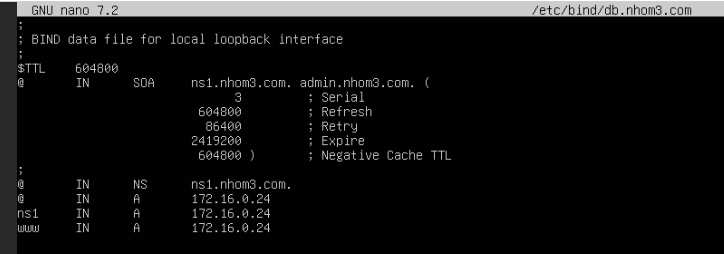 GNU nano 7.2 /etc/bind/db.nhom3.com
;
; BIND data file for local loopback interface
;
$TTL 604800
@ IN SOA ns1.nhom3.com. admin.nhom3.com. (
3 ; Serial
604800 ; Refresh
86400 ; Retry
2419200 ; Expire
604800 ) ; Negative Cache TTL
;
@ IN NS ns1.nhom3.com.
@ IN A 172.16.0.24
ns1 IN A 172.16.0.24
www IN A 172.16.0.24